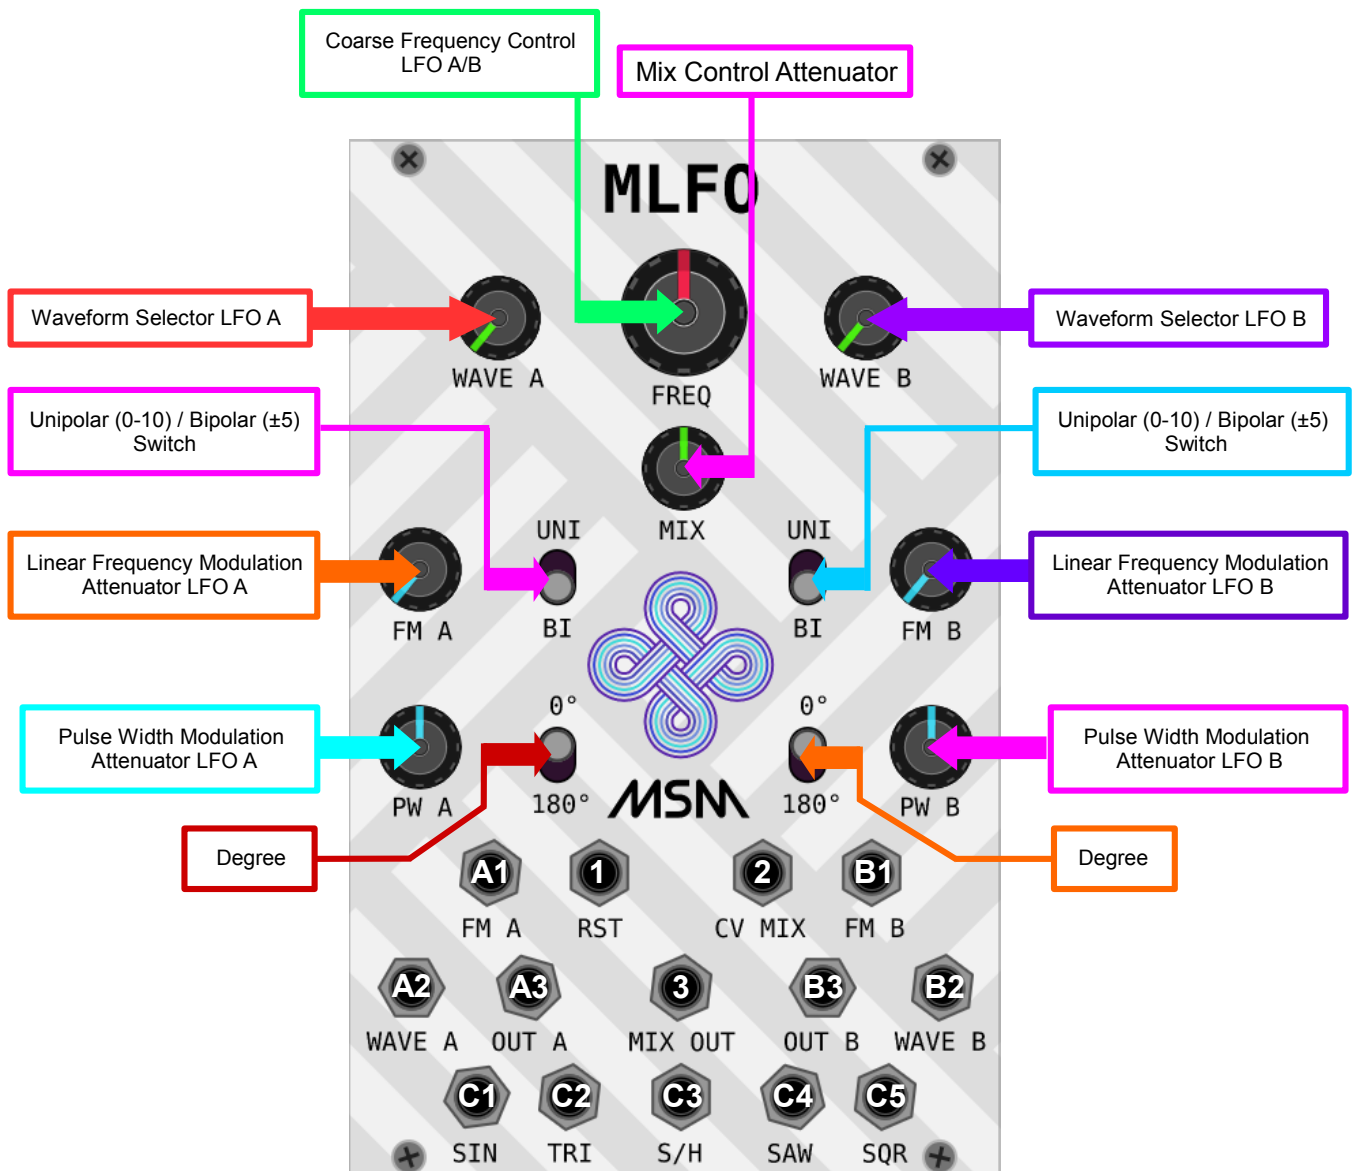 Coarse Frequency Control
LFO A/B
Mix Control Attenuator
MLFO
Waveform Selector LFO A
WAVE A
FREQ
WAVE B
Waveform Selector LFO B
Unipolar (0-10) / Bipolar (±5)
Switch
Unipolar (0-10) / Bipolar (±5)
Switch
UNI
MIX
UNI
Linear Frequency Modulation
Attenuator LFO A
Linear Frequency Modulation
Attenuator LFO B
FM A
BI
BI
FM B
0°
0°
Pulse Width Modulation
Attenuator LFO A
Pulse Width Modulation
Attenuator LFO B
PW A
180°
MSM
180°
PW B
Degree
Degree
A1
1
2
B1
FM A
RST
CV MIX
FM B
A2
A3
3
B3
B2
WAVE A
OUT A
MIX OUT
OUT B
WAVE B
C1
C2
C3
C4
C5
SIN
TRI
S/H
SAW
SQR